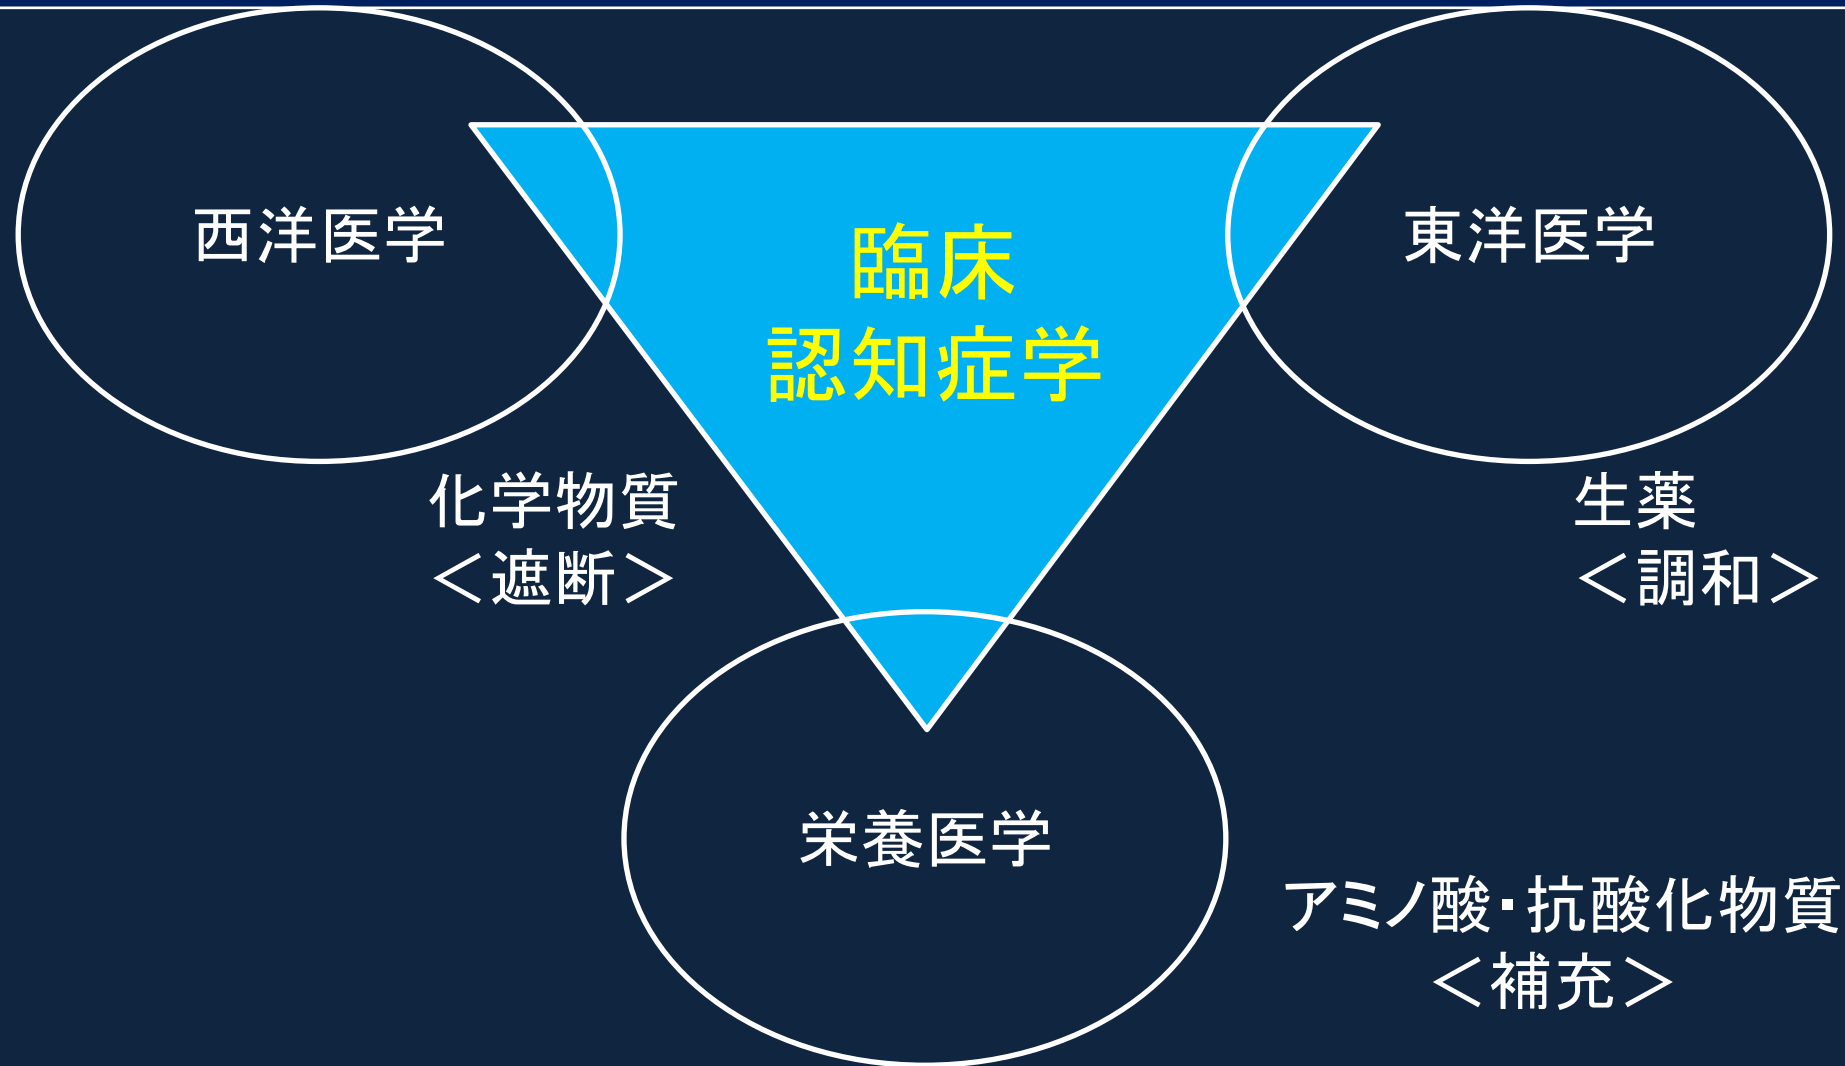 西洋医学
東洋医学
臨床
認知症学
化学物質
＜遮断＞
生薬
＜調和＞
栄養医学
アミノ酸・抗酸化物質
＜補充＞